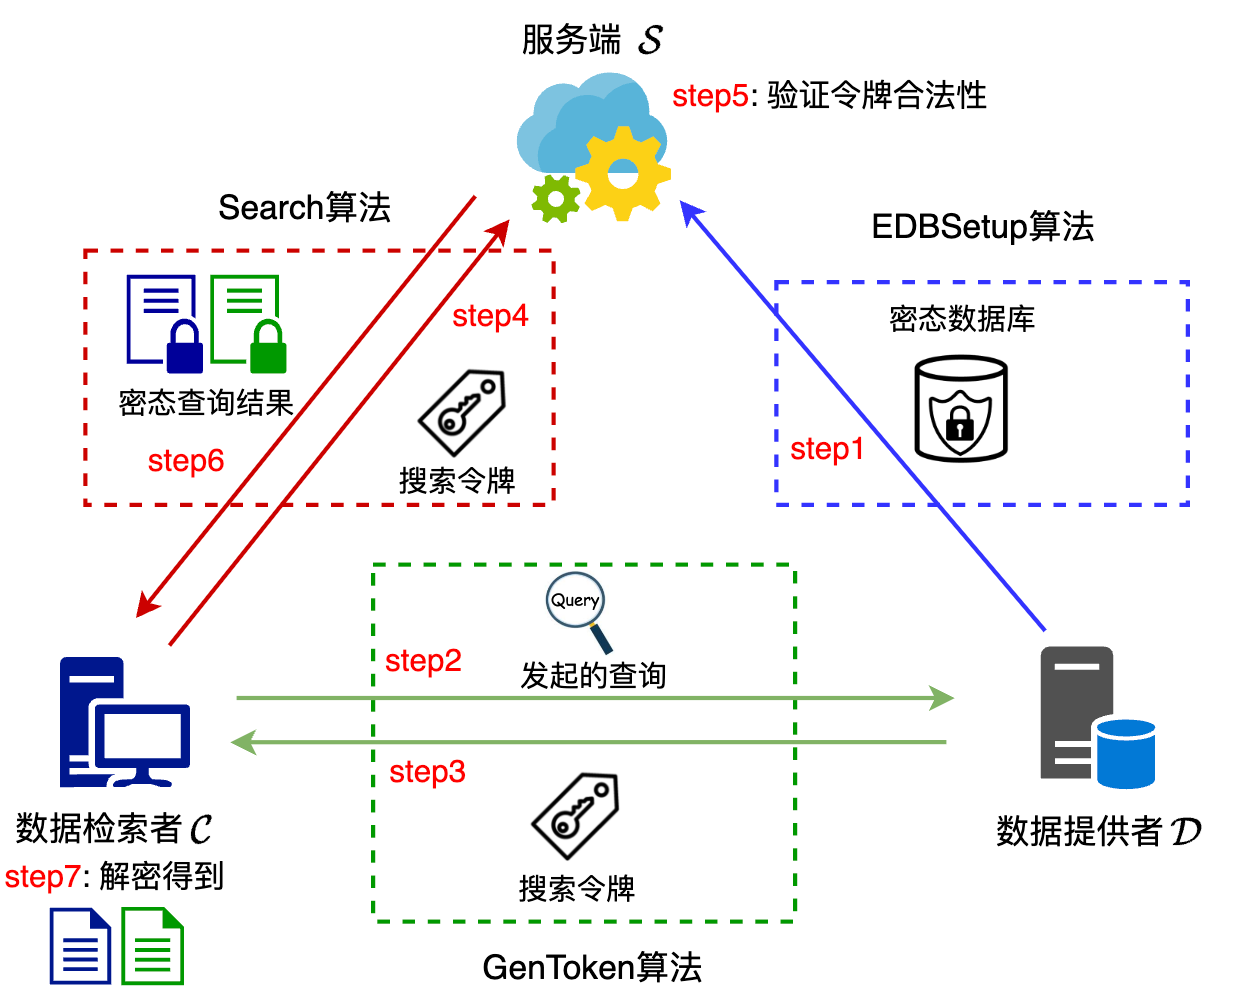 服务端 𝒮
step5: 验证令牌合法性
Search算法
EDBSetup算法
step4
密态数据库
密态查询结果
step6
搜索令牌
step1
Query
step2
发起的查询
step3
搜索令牌
数据检索者 𝒞
数据提供者 𝒟
step7: 解密得到
GenToken算法